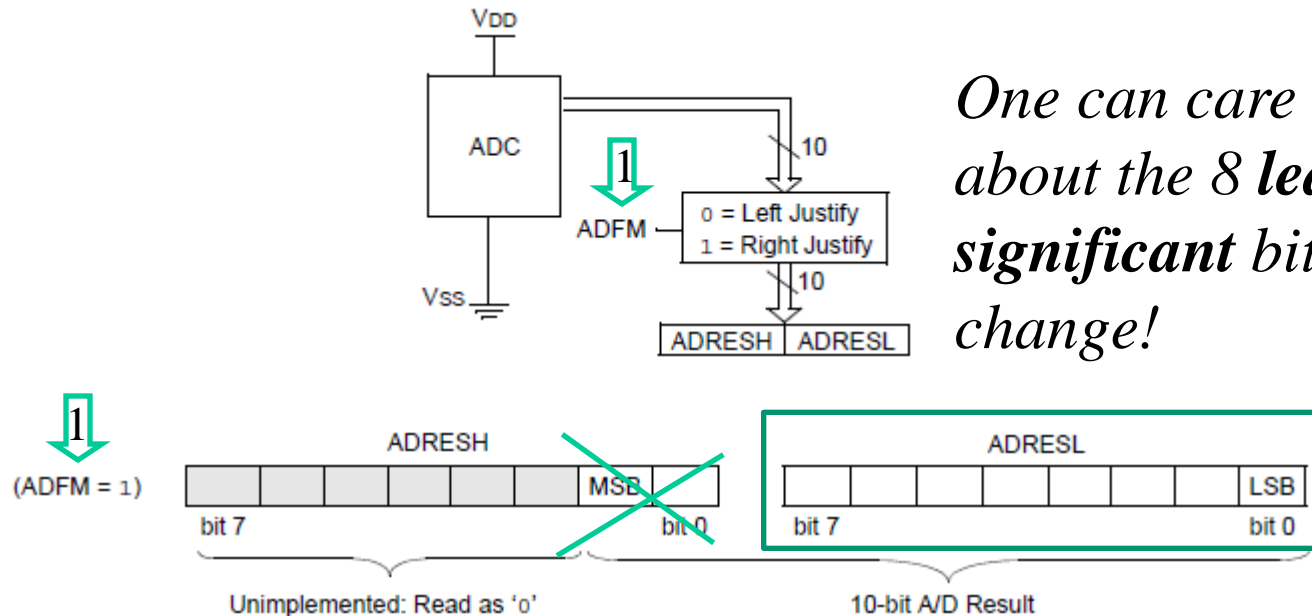 VDD
ADC
10
1
ADFM
0 = Left Justify
1 = Right Justify
10
VSS
ADRESH ADRESL
One can care
about the 8
significant
change!
1
ADRESH
ADRESL
(ADFM = 1)
MSB
LSB
bit 7
bit 0
bit 7
bit 0
Unimplemented: Read as ‘0’
10-bit A/D Result